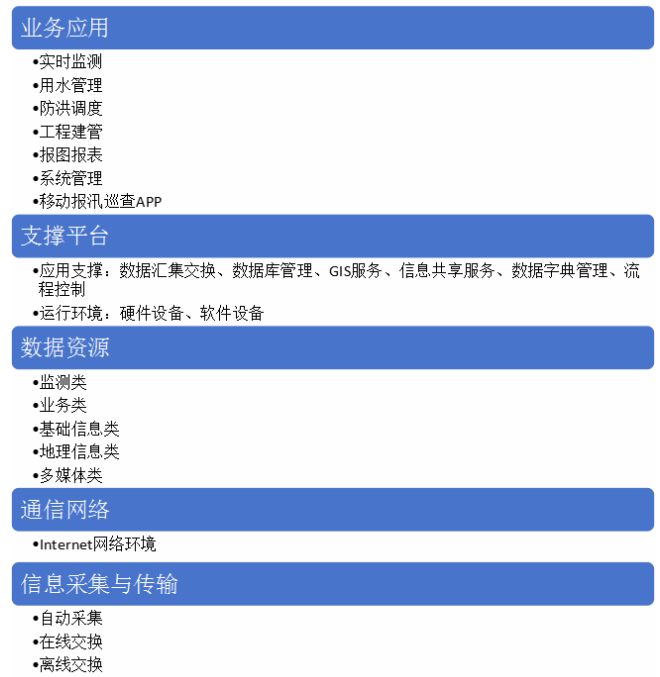 业务应用
•实时监测
•用水管理
•防洪调度
•工程建管
•报图报表
•系统管理
•移动报汛巡查APP
支撑平台
•应用支撑：数据汇集交换、数据库管理、GIS服务、信息共享服务、数据字典管理、流
程控制
•运行环境：硬件设备、软件设备
数据资源
•监测类
•业务类
•基础信息类
•地理信息类
•多媒体类
通信网络
•Internet网络环境
信息采集与传输
•自动采集
•在线交换
•离线交换